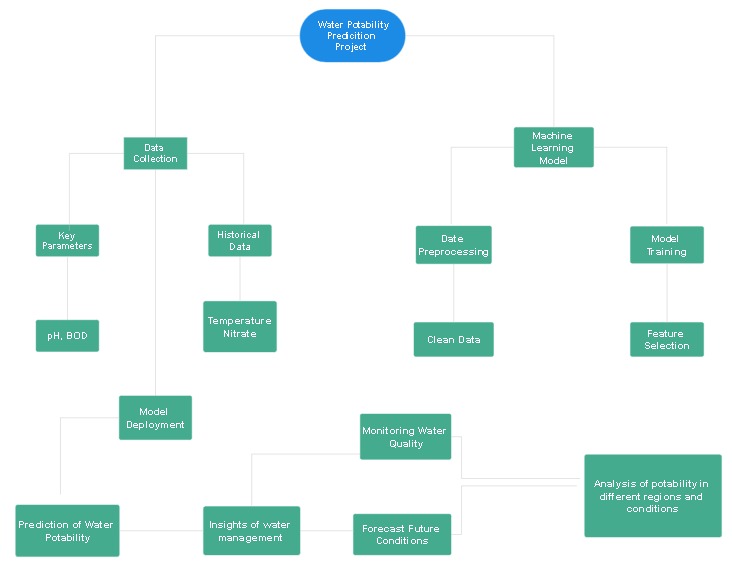 Water Potability
Predicition
Project
Data
Collection
Machine
Learning
Model
Key
Parameters
Historical
Data
Date
Preprocessing
Model
Training
pH, BOD
Temperature
Nitrate
Clean Data
Feature
Selection
Model
Deployment
Monitoring Water
Quality
Prediction of Water
Potability
Insights of water
management
Forecast Future
Conditions
Analysis of potability in
different regions and
conditions